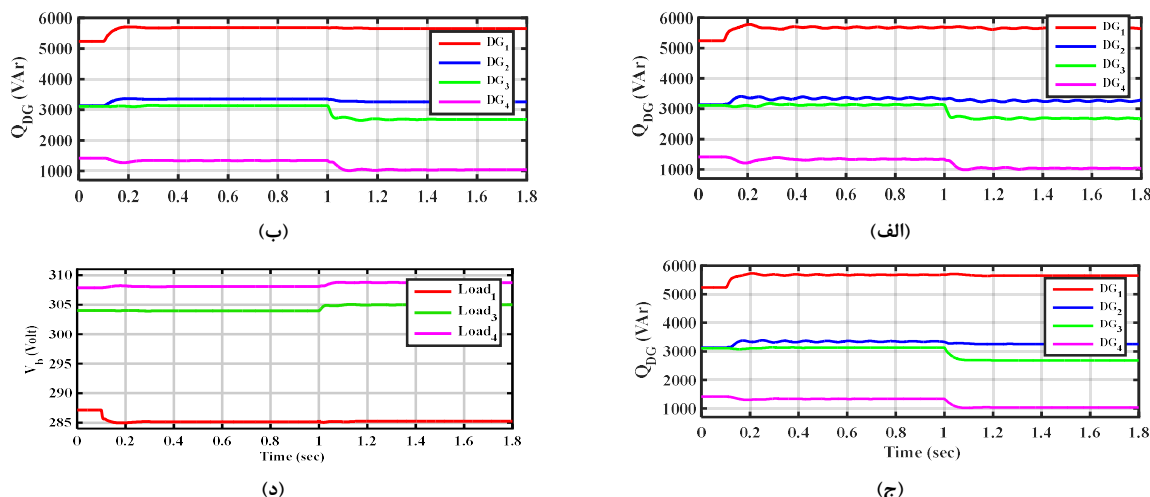 6000
5000
4000
3000
2000
1000
Q_DG (VAr)
DG₁
DG₂
DG₃
DG₄
0 0.2 0.4 0.6 0.8 1 1.2 1.4 1.6 1.8
(ب)
6000
5000
4000
3000
2000
1000
Q_DG (VAr)
DG₁
DG₂
DG₃
DG₄
0 0.2 0.4 0.6 0.8 1 1.2 1.4 1.6 1.8
(الف)
310
305
300
295
290
285
V_b (Volt)
Load₁
Load₃
Load₄
0 0.2 0.4 0.6 0.8 1 1.2 1.4 1.6 1.8
Time (sec)
(د)
6000
5000
4000
3000
2000
1000
Q_DG (VAr)
DG₁
DG₂
DG₃
DG₄
0 0.2 0.4 0.6 0.8 1 1.2 1.4 1.6 1.8
Time (sec)
(ج)